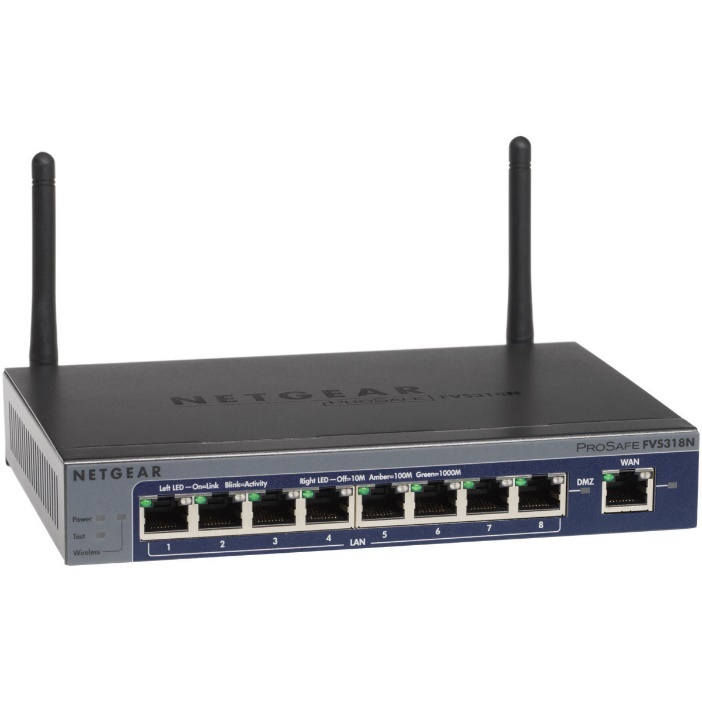 NETGEAR
PROSAFE FVS318N
NETGEAR
PROSAFE FVS318N
Left LED—On=Link Blink=Activity
Right LED—Off=10M Amber=100M Green=1000M
WAN
DMZ
Power
Test
Wireless
1 2 3 4 5 6 7 8
LAN